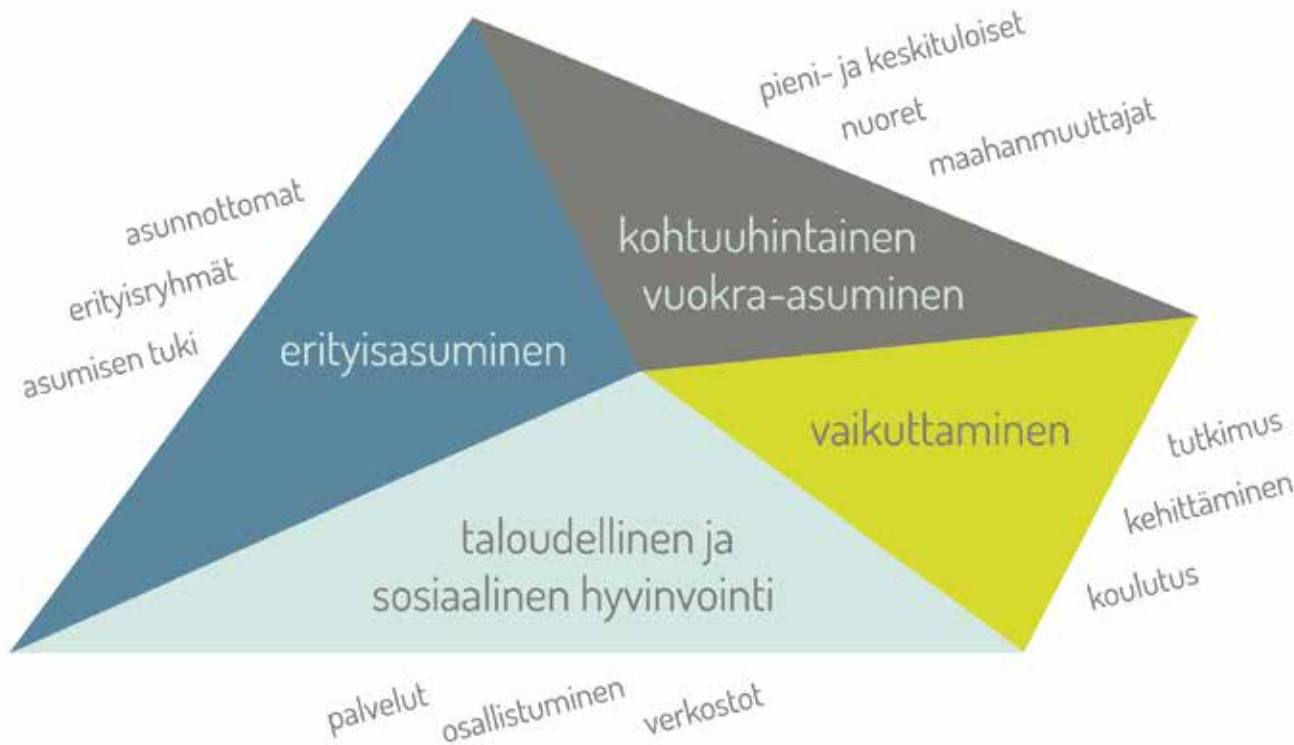 pieni- ja keskituloiset
nuoret
maahanmuuttajat
asunnottomat
erityisryhmät
asumisen tuki
kohtuuhintainen
vuokra-asuminen
erityisasuminen
vaikuttaminen
tutkimus
kehittäminen
koulutus
taloudellinen ja
sosiaalinen hyvinvointi
palvelut
osallistuminen
verkostot